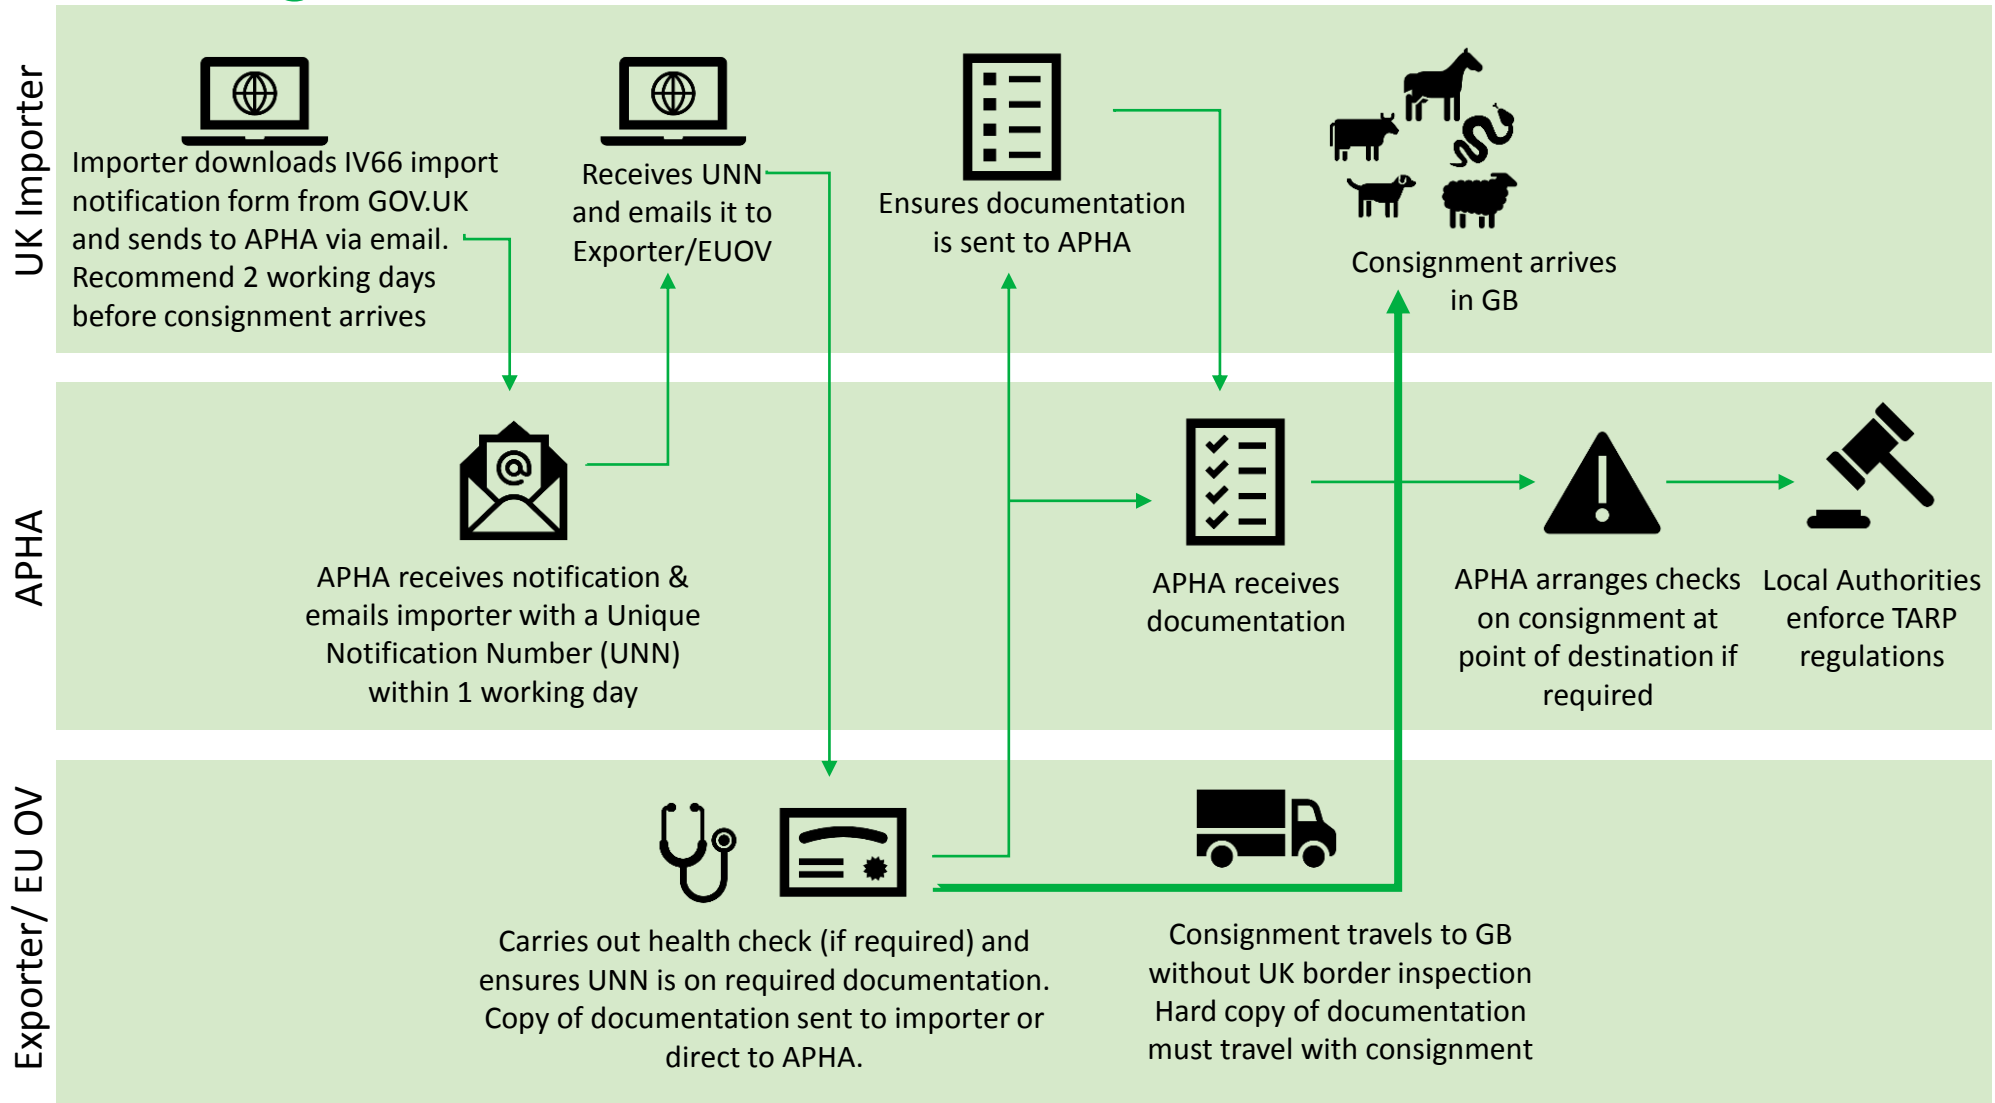 UK Importer
Importer downloads IV66 import
notification form from GOV.UK
and sends to APHA via email.
Recommend 2 working days
before consignment arrives
Receives UNN
and emails it to
Exporter/EUOV
Ensures documentation
is sent to APHA
Consignment arrives
in GB
APHA
@
APHA receives notification &
emails importer with a Unique
Notification Number (UNN)
within 1 working day
APHA receives
documentation
APHA arranges checks
on consignment at
point of destination if
required
Local Authorities
enforce TARP
regulations
Exporter/ EU OV
Carries out health check (if required) and
ensures UNN is on required documentation.
Copy of documentation sent to importer or
direct to APHA.
Consignment travels to GB
without UK border inspection
Hard copy of documentation
must travel with consignment